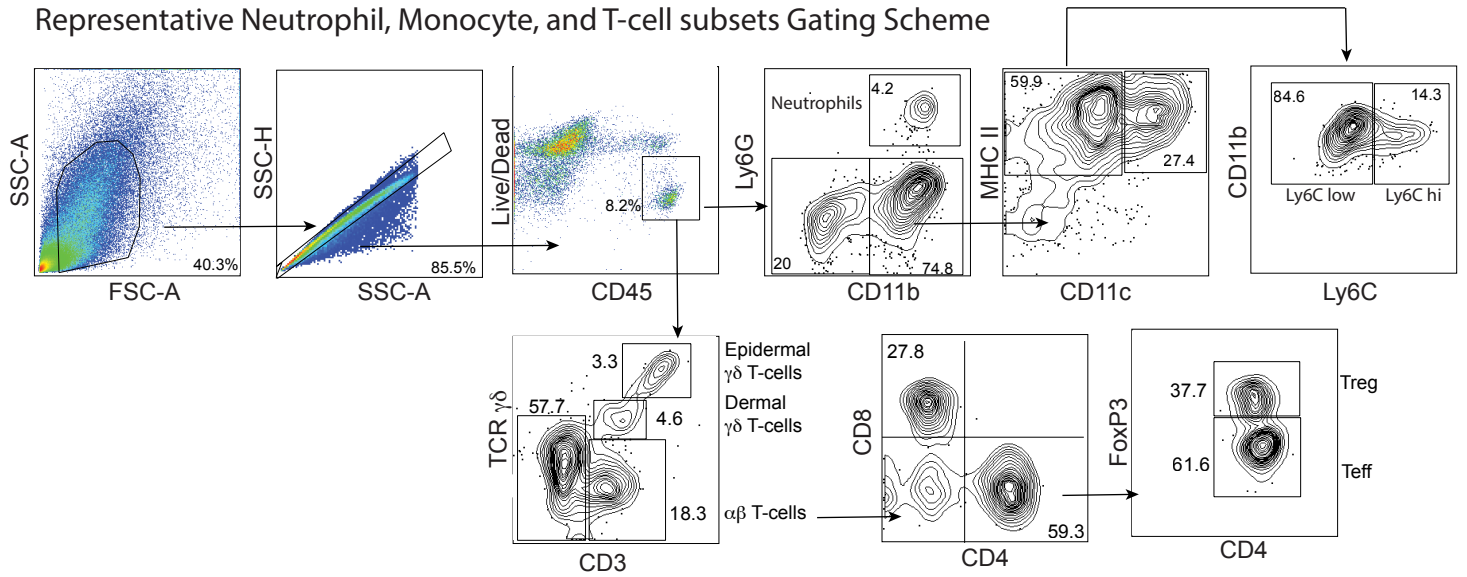 Representative Neutrophil, Monocyte, and T-cell subsets Gating Scheme
SSC-A
40.3%
FSC-A
SSC-H
85.5%
SSC-A
Live/Dead
8.2%
CD45
Ly6G
Neutrophils
4.2
20
74.8
CD11b
MHC II
59.9
27.4
CD11c
CD11b
84.6
14.3
Ly6C low
Ly6C hi
Ly6C
TCR γδ
3.3
57.7
4.6
18.3
CD3
Epidermal
γδ T-cells
Dermal
γδ T-cells
αβ T-cells
CD8
27.8
59.3
CD4
FoxP3
37.7
61.6
Treg
Teff
CD4